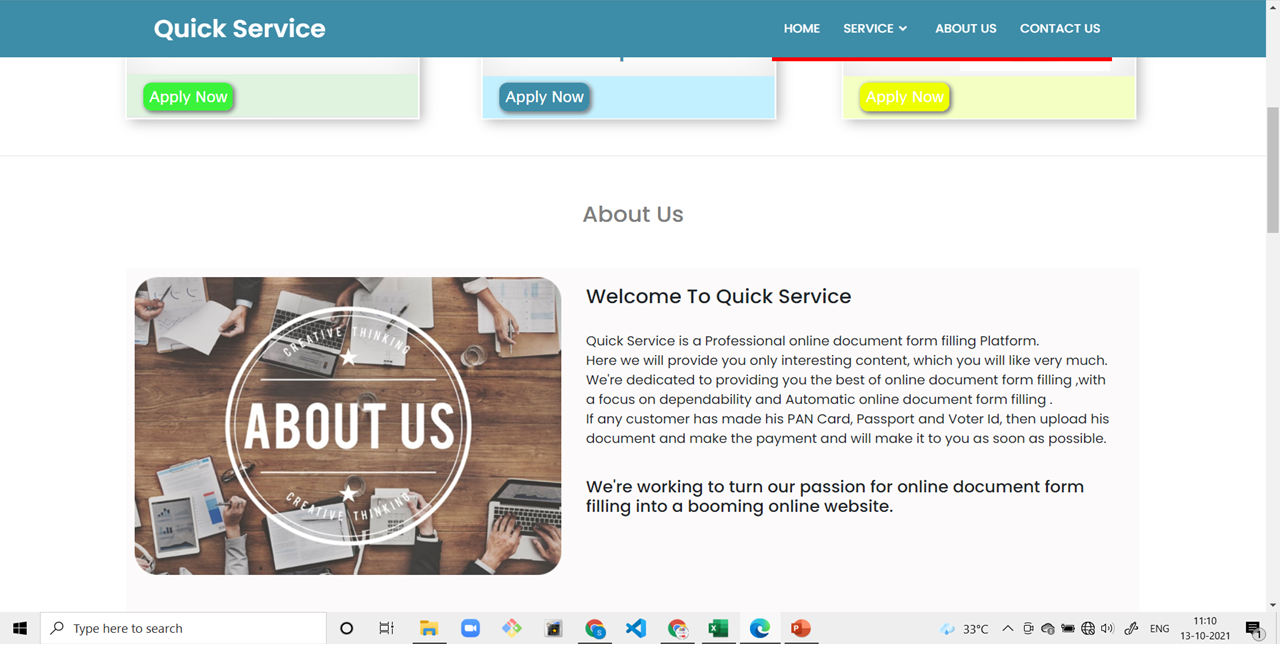 Quick Service
HOME SERVICE ABOUT US CONTACT US
Apply Now Apply Now Apply Now
About Us
CREATIVE THINKING
ABOUT US
CREATIVE THINKING
Welcome To Quick Service
Quick Service is a Professional online document form filling Platform.
Here we will provide you only interesting content, which you will like very much.
We're dedicated to providing you the best of online document form filling ,with
a focus on dependability and Automatic online document form filling .
If any customer has made his PAN Card, Passport and Voter Id, then upload his
document and make the payment and will make it to you as soon as possible.
We're working to turn our passion for online document form
filling into a booming online website.
Type here to search
33°C
ENG
11:10
13-10-2021
1